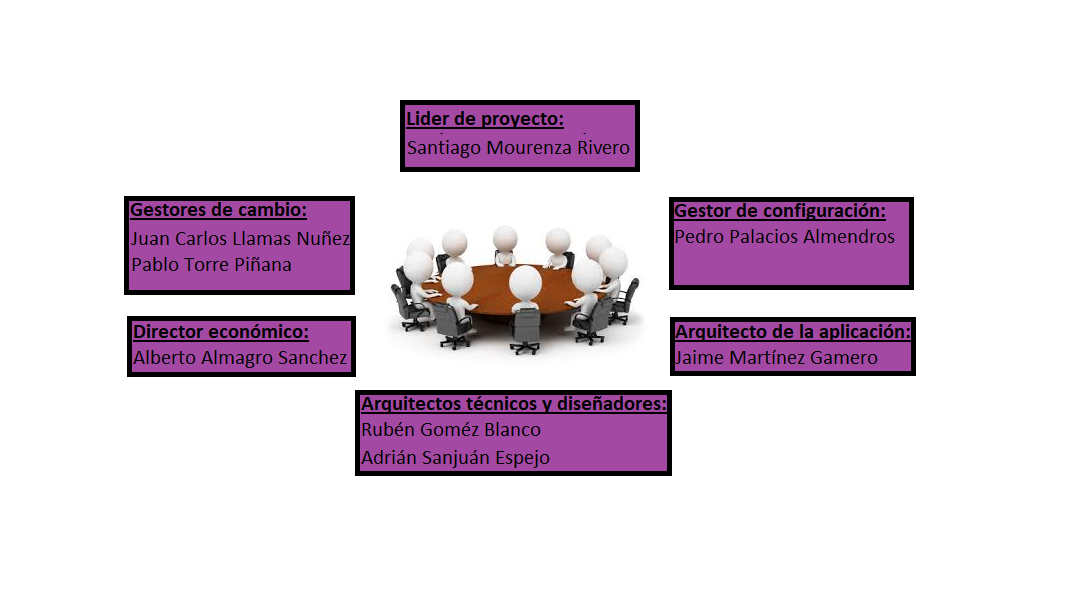 Lider de proyecto:
Santiago Mourenza Rivero
Gestores de cambio:
Juan Carlos Llamas Nuñez
Pablo Torre Piñana
Gestor de configuración:
Pedro Palacios Almendros
Director económico:
Alberto Almagro Sanchez
Arquitecto de la aplicación:
Jaime Martínez Gamero
Arquitectos técnicos y diseñadores:
Rubén Goméz Blanco
Adrián Sanjuán Espejo